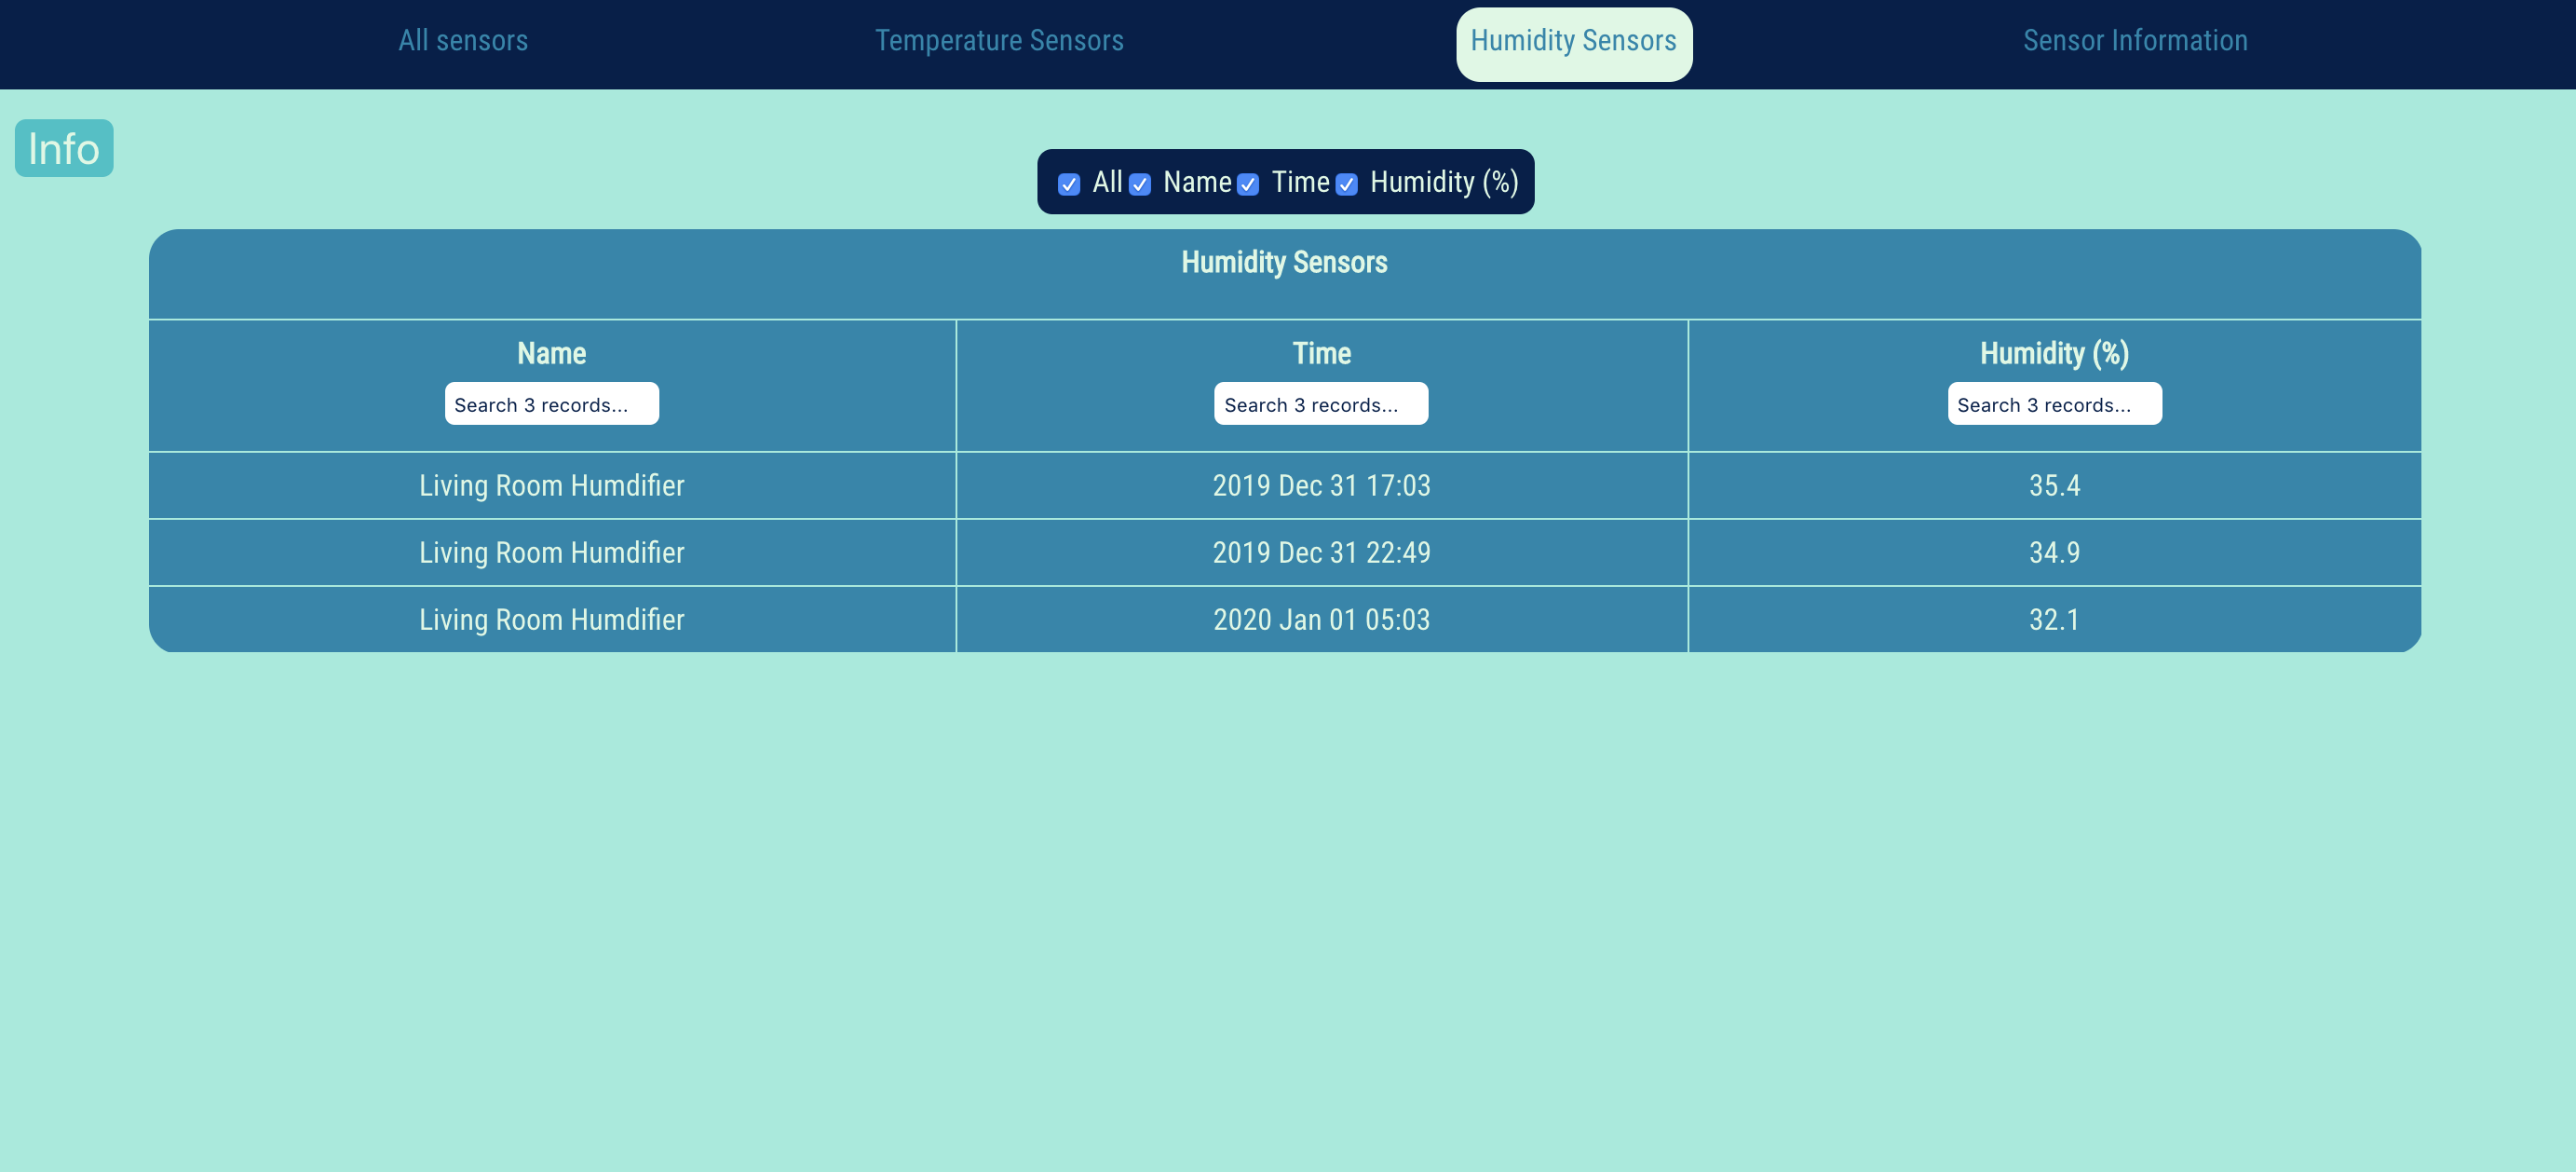 All sensors Temperature Sensors Humidity Sensors Sensor Information
Info
All Name Time Humidity (%)
Humidity Sensors
Name Time Humidity (%)
Search 3 records... Search 3 records... Search 3 records...
Living Room Humdifier 2019 Dec 31 17:03 35.4
Living Room Humdifier 2019 Dec 31 22:49 34.9
Living Room Humdifier 2020 Jan 01 05:03 32.1